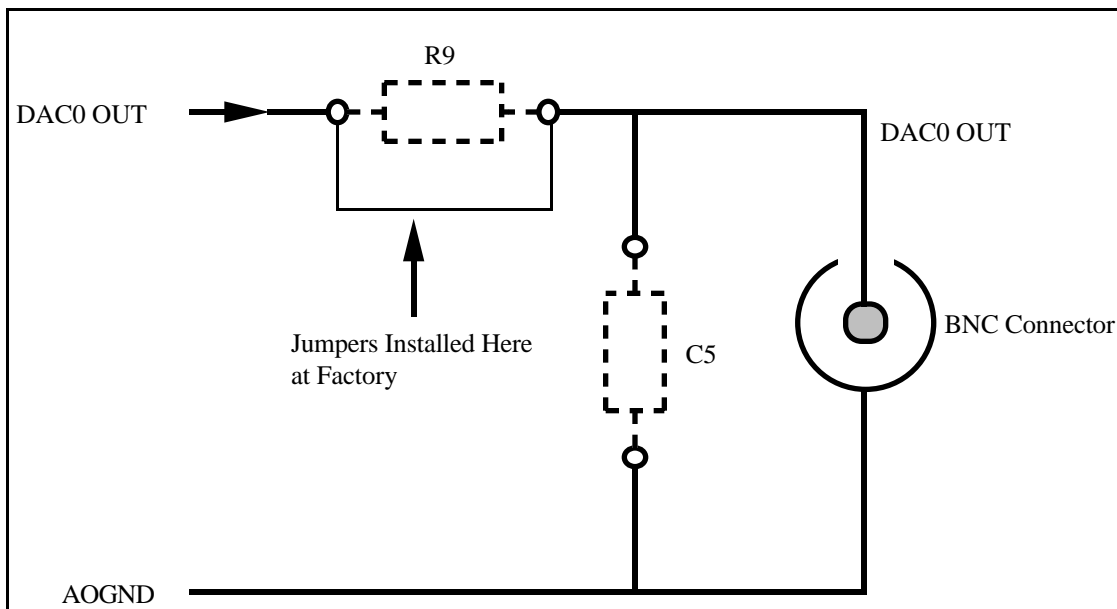 R9
DAC0 OUT
DAC0 OUT
Jumpers Installed Here
at Factory
C5
BNC Connector
AOGND